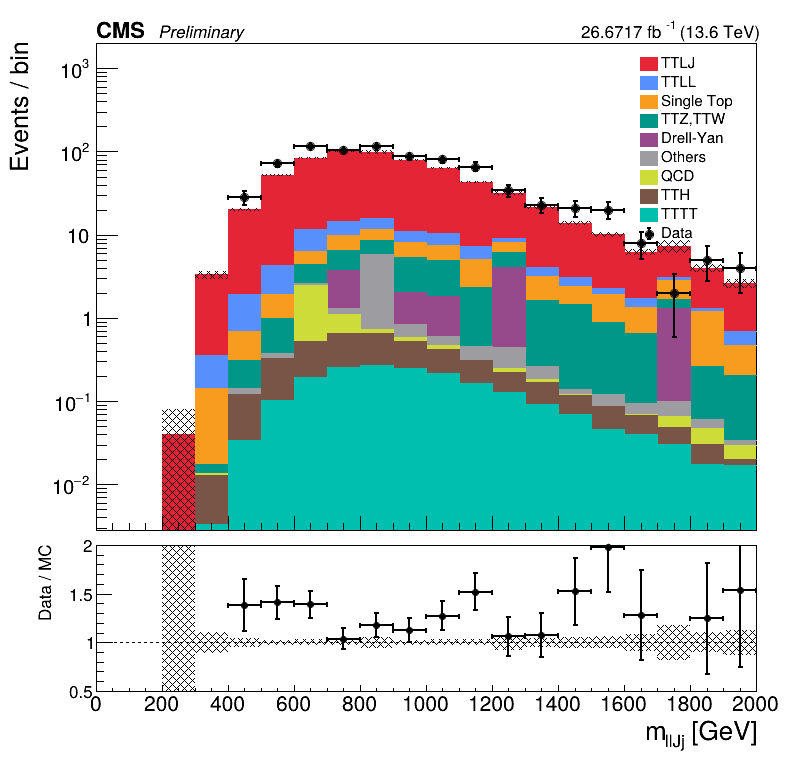 CMS Preliminary 26.6717 fb⁻¹ (13.6 TeV)
Events / bin
10³
10²
10
1
10⁻¹
10⁻²
TTLJ
TTLL
Single Top
TTZ,TTW
Drell-Yan
Others
QCD
TTH
TTTT
Data
Data / MC
2
1.5
1
0.5
0 200 400 600 800 1000 1200 1400 1600 1800 2000
m_llJj [GeV]